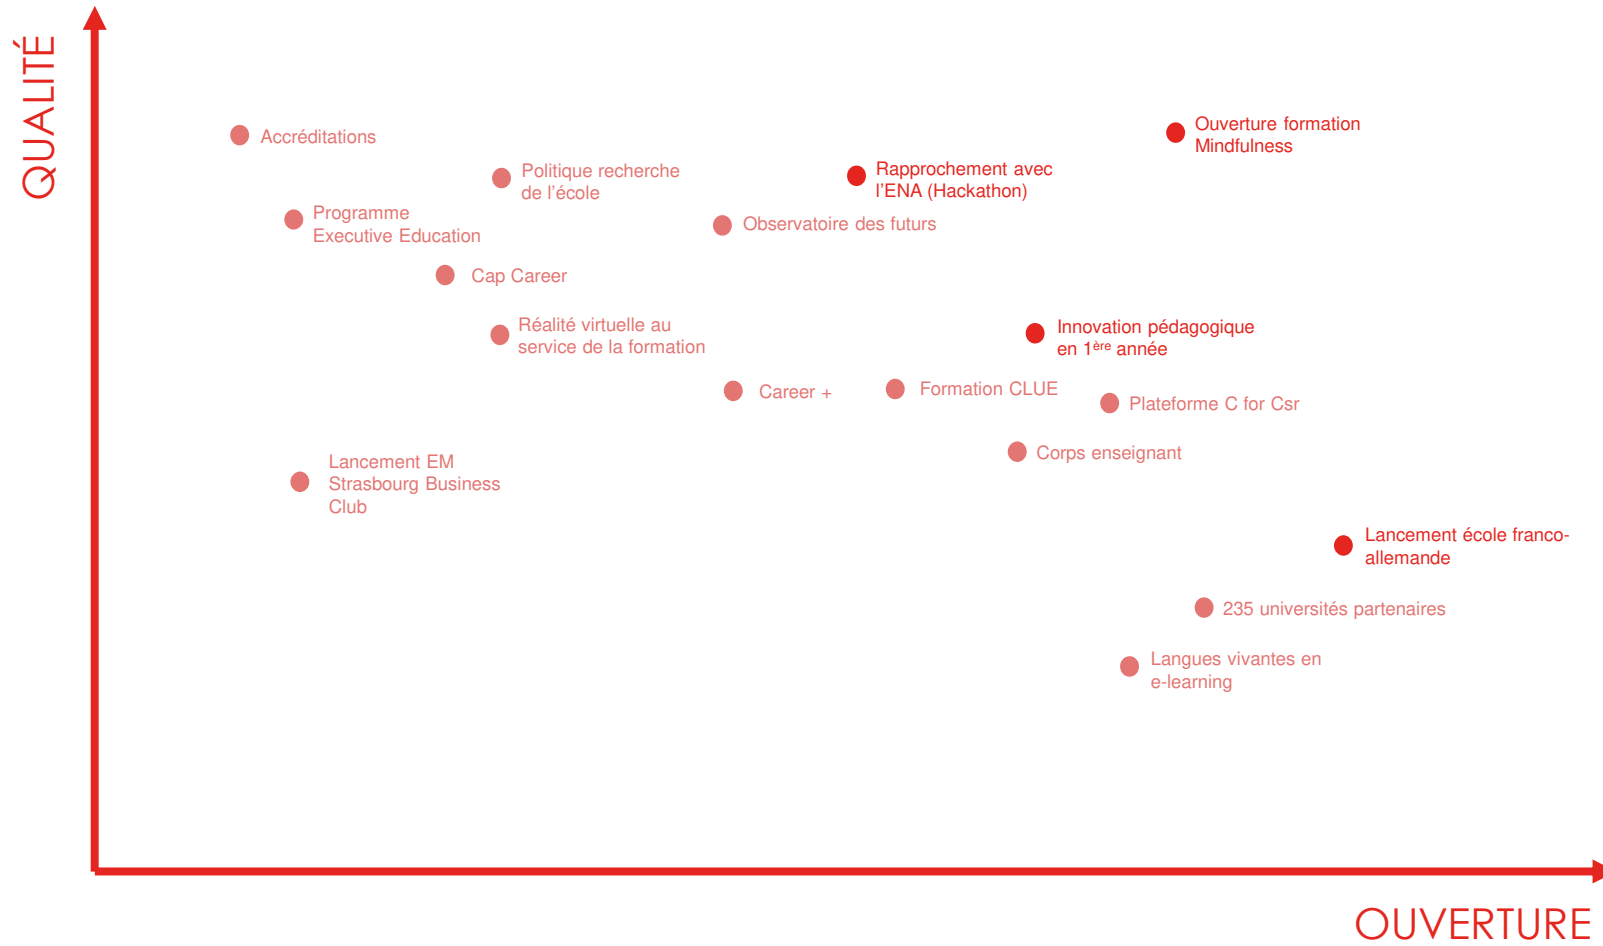 QUALITÉ
Accréditations
Ouverture formation
Mindfulness
Politique recherche
de l'école
Rapprochement avec
l'ENA (Hackathon)
Programme
Executive Education
Observatoire des futurs
Cap Career
Réalité virtuelle au
service de la formation
Innovation pédagogique
en 1ère année
Career +
Formation CLUE
Plateforme C for Csr
Corps enseignant
Lancement EM
Strasbourg Business
Club
Lancement école franco-
allemande
235 universités partenaires
Langues vivantes en
e-learning
OUVERTURE